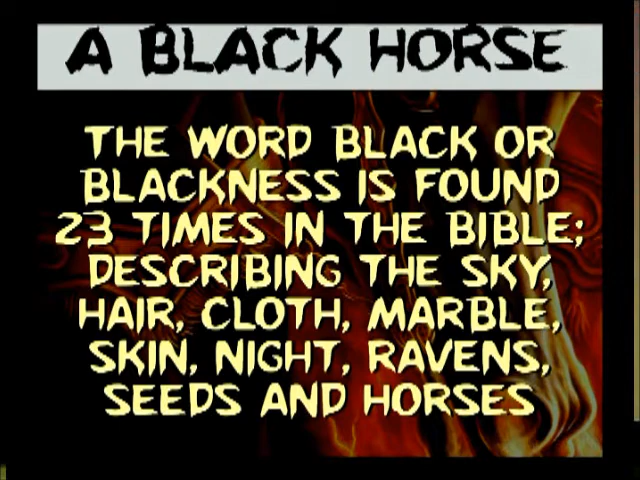 A BLACK HORSE
THE WORD BLACK OR
BLACKNESS IS FOUND
23 TIMES IN THE BIBLE;
DESCRIBING THE SKY,
HAIR, CLOTH, MARBLE,
SKIN, NIGHT, RAVENS,
SEEDS AND HORSES